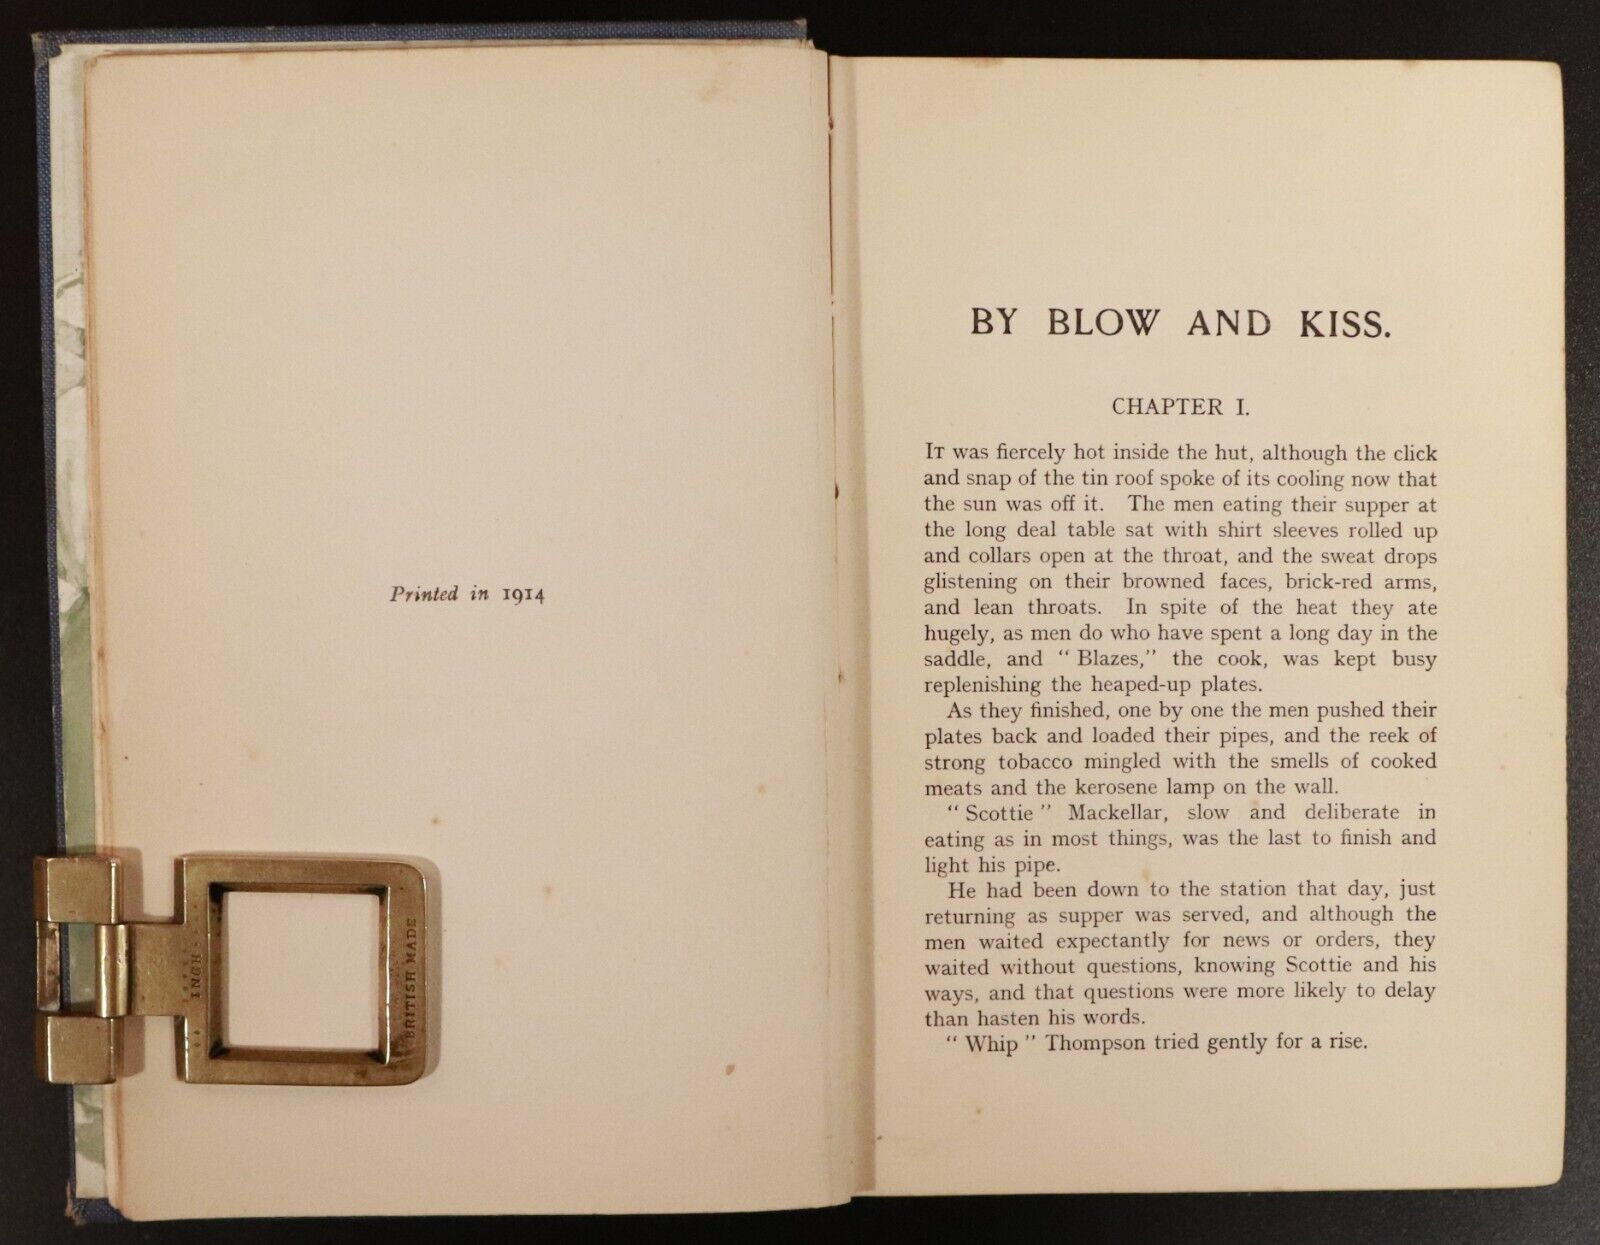 Printed in 1914
INCH
BRITISH MADE
BY BLOW AND KISS.
CHAPTER I.
IT was fiercely hot inside the hut, although the click
and snap of the tin roof spoke of its cooling now that
the sun was off it. The men eating their supper at
the long deal table sat with shirt sleeves rolled up
and collars open at the throat, and the sweat drops
glistening on their browned faces, brick-red arms,
and lean throats. In spite of the heat they ate
hugely, as men do who have spent a long day in the
saddle, and “ Blazes,” the cook, was kept busy
replenishing the heaped-up plates.
As they finished, one by one the men pushed their
plates back and loaded their pipes, and the reek of
strong tobacco mingled with the smells of cooked
meats and the kerosene lamp on the wall.
“ Scottie ” Mackellar, slow and deliberate in
eating as in most things, was the last to finish and
light his pipe.
He had been down to the station that day, just
returning as supper was served, and although the
men waited expectantly for news or orders, they
waited without questions, knowing Scottie and his
ways, and that questions were more likely to delay
than hasten his words.
“ Whip ” Thompson tried gently for a rise.